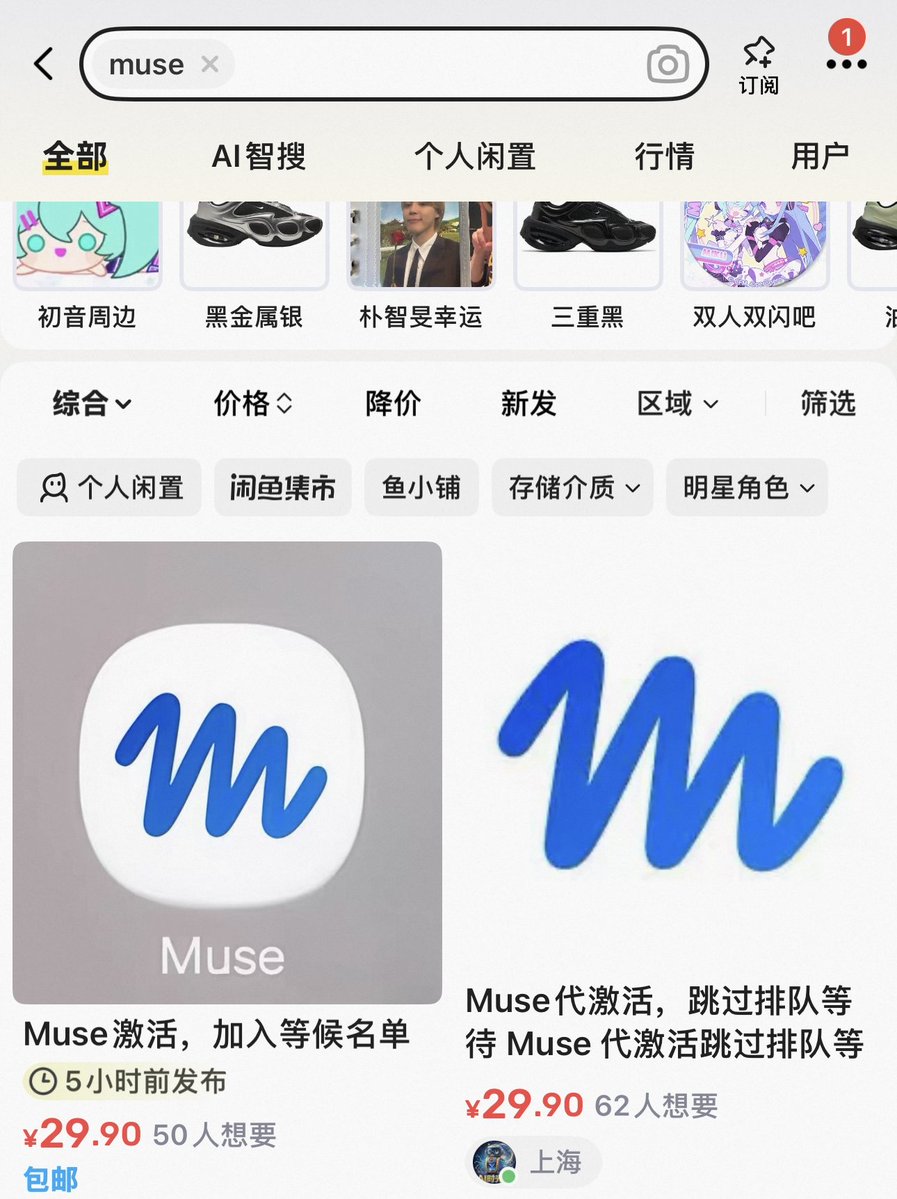 muse ×
订阅
1
全部 AI智搜 个人闲置 行情 用户
初音周边 黑金属银 朴智旻幸运 三重黑 双人双闪吧
综合 价格 降价 新发 区域 筛选
个人闲置 闲鱼集市 鱼小铺 存储介质 明星角色
Muse
Muse激活，加入等候名单
5小时前发布
¥29.90 50人想要
包邮
Muse代激活，跳过排队等
待 Muse 代激活跳过排队等
¥29.90 62人想要
上海